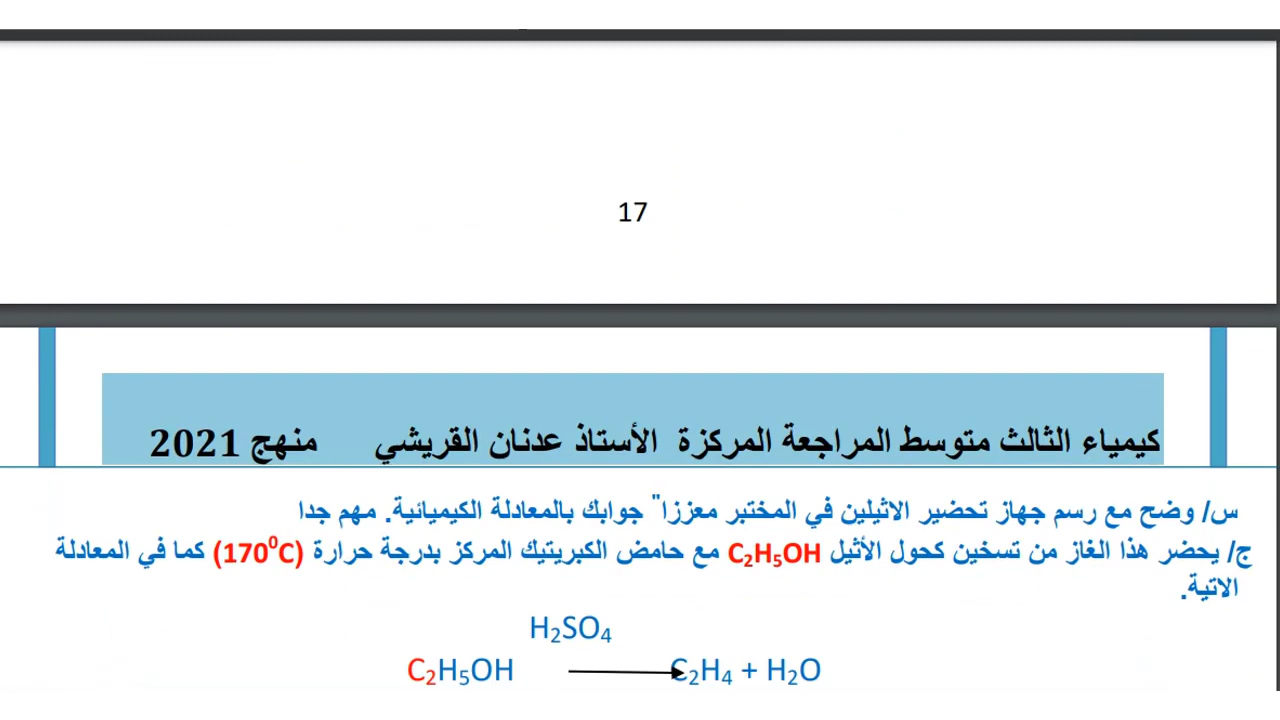 17
كيمياء الثالث متوسط المراجعة المركزة الأستاذ عدنان القريشي منهج 2021
س/ وضح مع رسم جهاز تحضير الاثيلين في المختبر معززا" جوابك بالمعادلة الكيميائية. مهم جدا
ج/ يحضر هذا الغاز من تسخين كحول الأثيل C₂H₅OH مع حامض الكبريتيك المركز بدرجة حرارة (170⁰C) كما في المعادلة
الاتية.
H₂SO₄
C₂H₅OH ⟶ C₂H₄ + H₂O